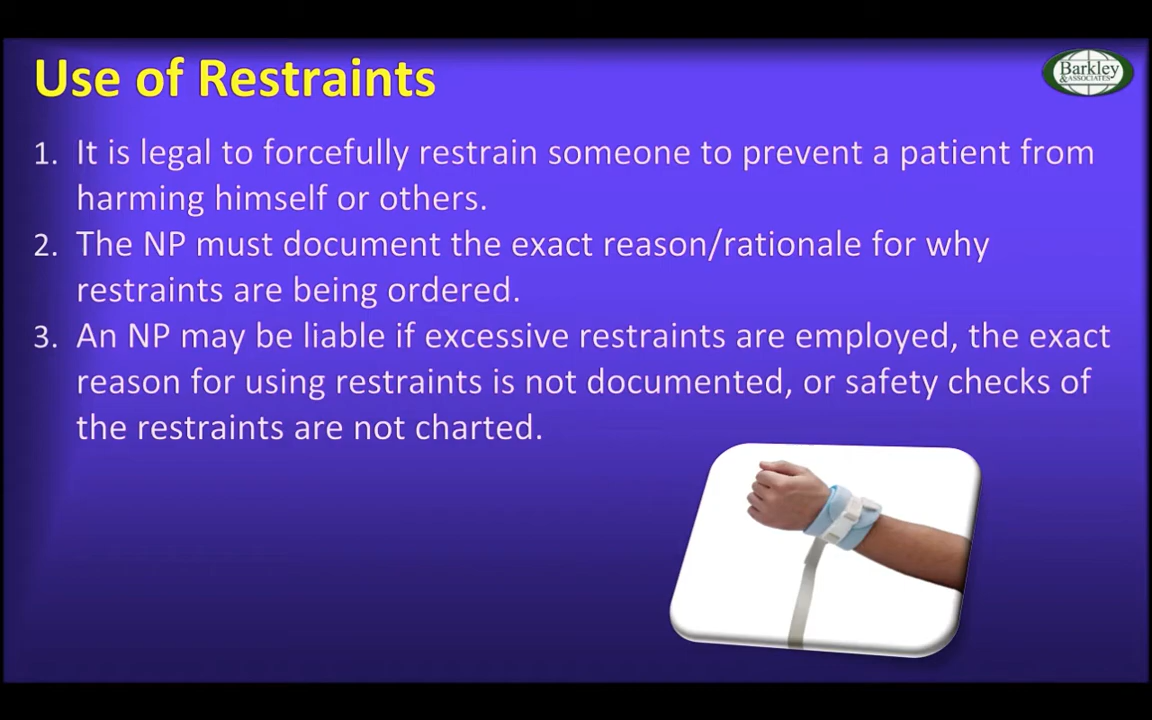 Use of Restraints
Barkley
& ASSOCIATES
1. It is legal to forcefully restrain someone to prevent a patient from
harming himself or others.
2. The NP must document the exact reason/rationale for why
restraints are being ordered.
3. An NP may be liable if excessive restraints are employed, the exact
reason for using restraints is not documented, or safety checks of
the restraints are not charted.